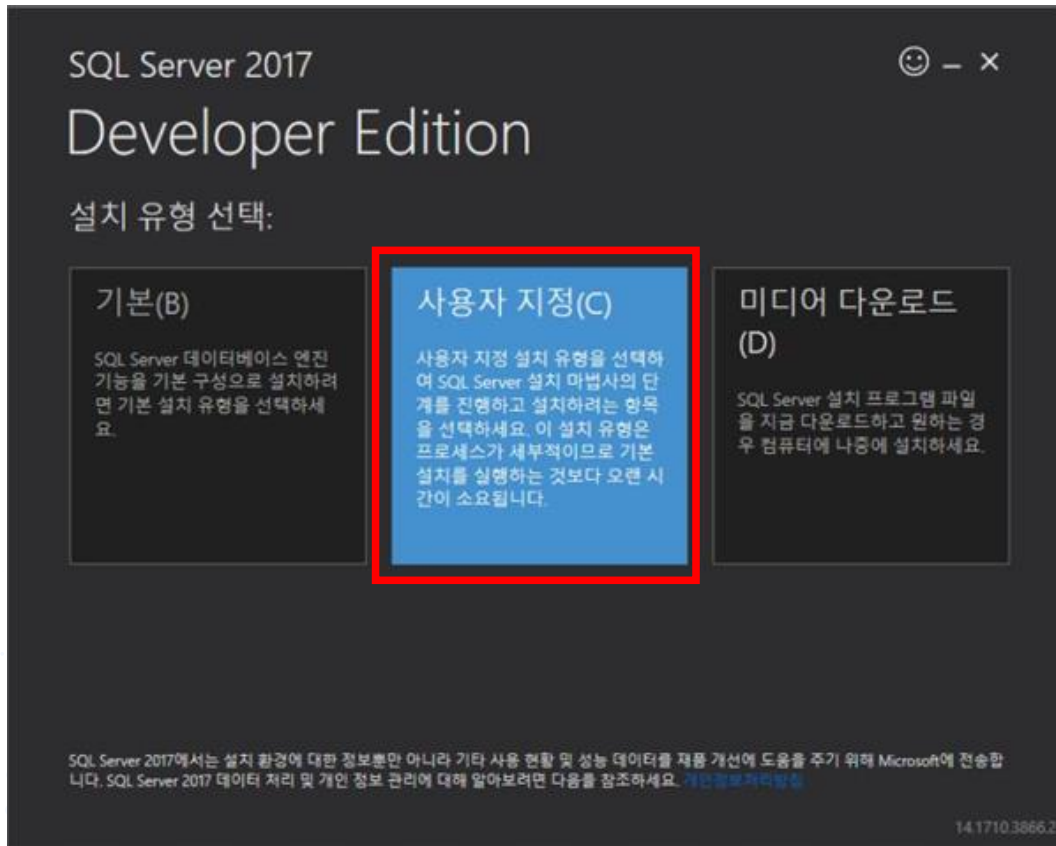 SQL Server 2017
Developer Edition
설치 유형 선택:
기본(B)
SQL Server 데이터베이스 엔진
기능을 기본 구성으로 설치하려
면 기본 설치 유형을 선택하세
요.
사용자 지정(C)
사용자 지정 설치 유형을 선택하
여 SQL Server 설치 마법사의 단
계를 진행하고 설치하려는 항목
을 선택하세요. 이 설치 유형은
프로세스가 세부적이므로 기본
설치를 실행하는 것보다 오랜 시
간이 소요됩니다.
미디어 다운로드
(D)
SQL Server 설치 프로그램 파일
을 지금 다운로드하고 원하는 경
우 컴퓨터에 나중에 설치하세요.
SQL Server 2017에서는 설치 환경에 대한 정보뿐만 아니라 기타 사용 현황 및 성능 데이터를 제품 개선에 도움을 주기 위해 Microsoft에 전송합
니다. SQL Server 2017 데이터 처리 및 개인 정보 관리에 대해 알아보려면 다음을 참조하세요. 개인정보처리방침
14.1710.3866.2